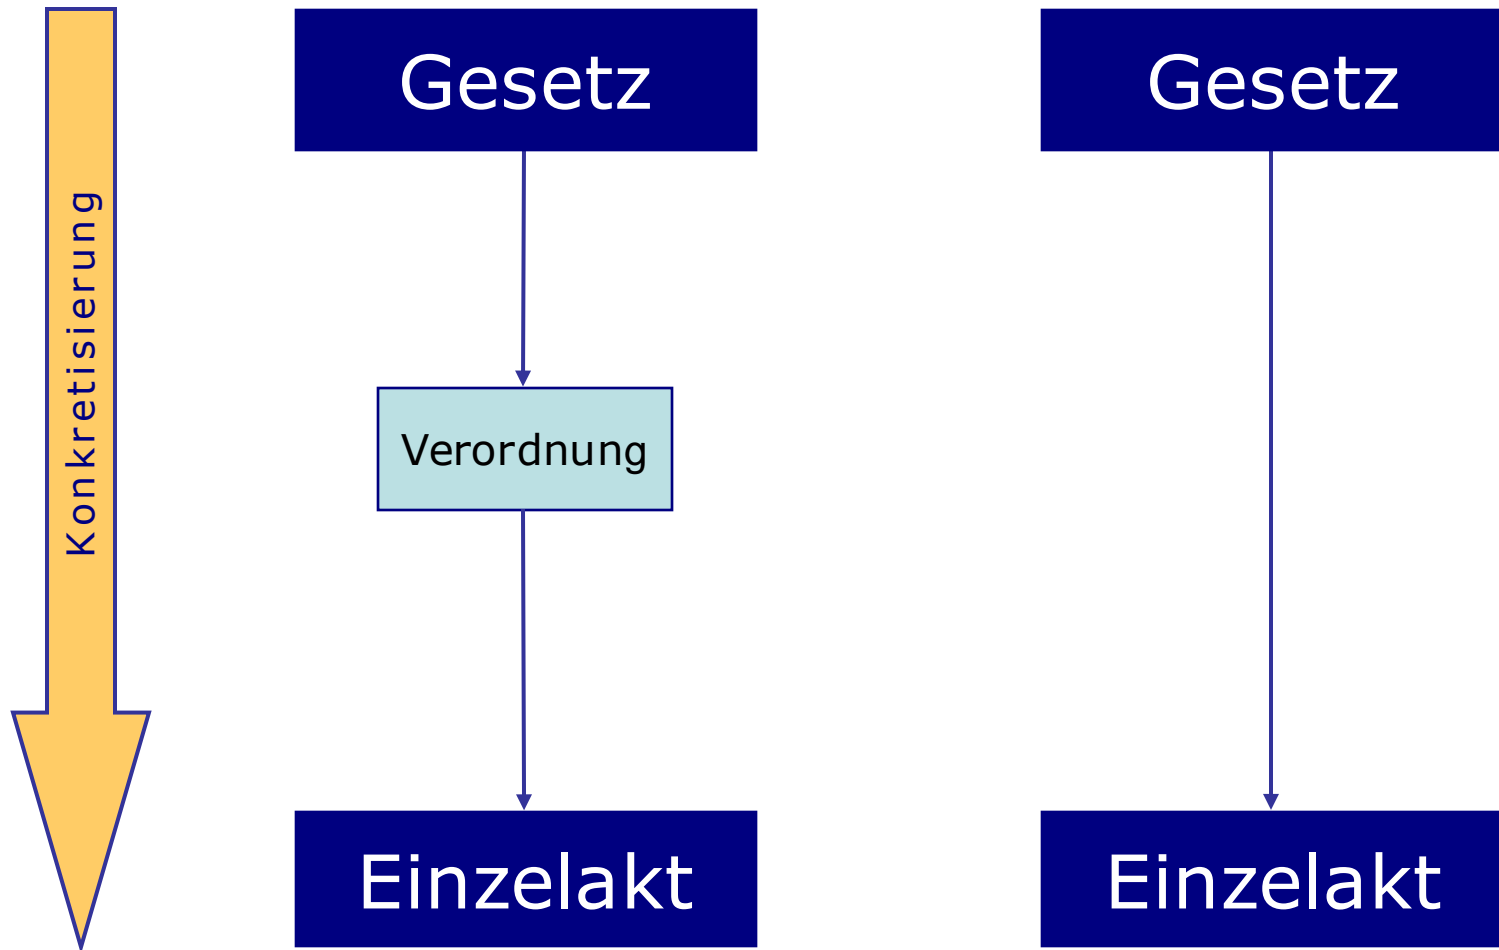 Gesetz
Gesetz
Konkretisierung
Verordnung
Einzelakt
Einzelakt